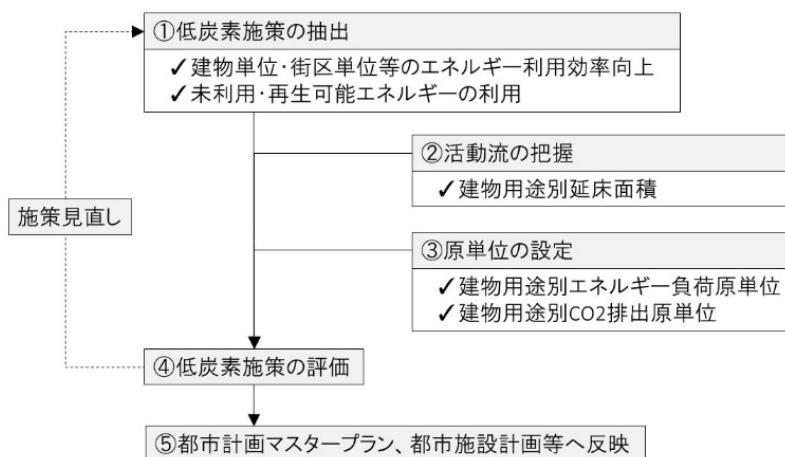 ①低炭素施策の抽出
✓建物単位・街区単位等のエネルギー利用効率向上
✓未利用・再生可能エネルギーの利用
②活動流の把握
✓建物用途別延床面積
施策見直し
③原単位の設定
✓建物用途別エネルギー負荷原単位
✓建物用途別CO2排出原単位
④低炭素施策の評価
⑤都市計画マスタープラン、都市施設計画等へ反映